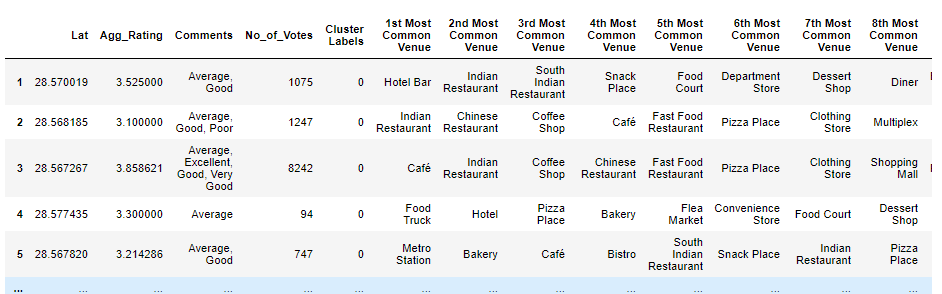 Lat Agg_Rating Comments No_of_Votes Cluster Labels 1st Most Common Venue 2nd Most Common Venue 3rd Most Common Venue 4th Most Common Venue 5th Most Common Venue 6th Most Common Venue 7th Most Common Venue 8th Most Common Venue
1 28.570019 3.525000 Average, Good 1075 0 Hotel Bar Indian Restaurant South Indian Restaurant Snack Place Food Court Department Store Dessert Shop Diner
2 28.568185 3.100000 Average, Good, Poor 1247 0 Indian Restaurant Chinese Restaurant Coffee Shop Café Fast Food Restaurant Pizza Place Clothing Store Multiplex
3 28.567267 3.858621 Average, Excellent, Good, Very Good 8242 0 Café Indian Restaurant Coffee Shop Chinese Restaurant Fast Food Restaurant Pizza Place Clothing Store Shopping Mall
4 28.577435 3.300000 Average 94 0 Food Truck Hotel Pizza Place Bakery Flea Market Convenience Store Food Court Dessert Shop
5 28.567820 3.214286 Average, Good 747 0 Metro Station Bakery Café Bistro South Indian Restaurant Snack Place Indian Restaurant Pizza Place
... ... ... ... ... ... ... ... ... ... ... ... ... ...